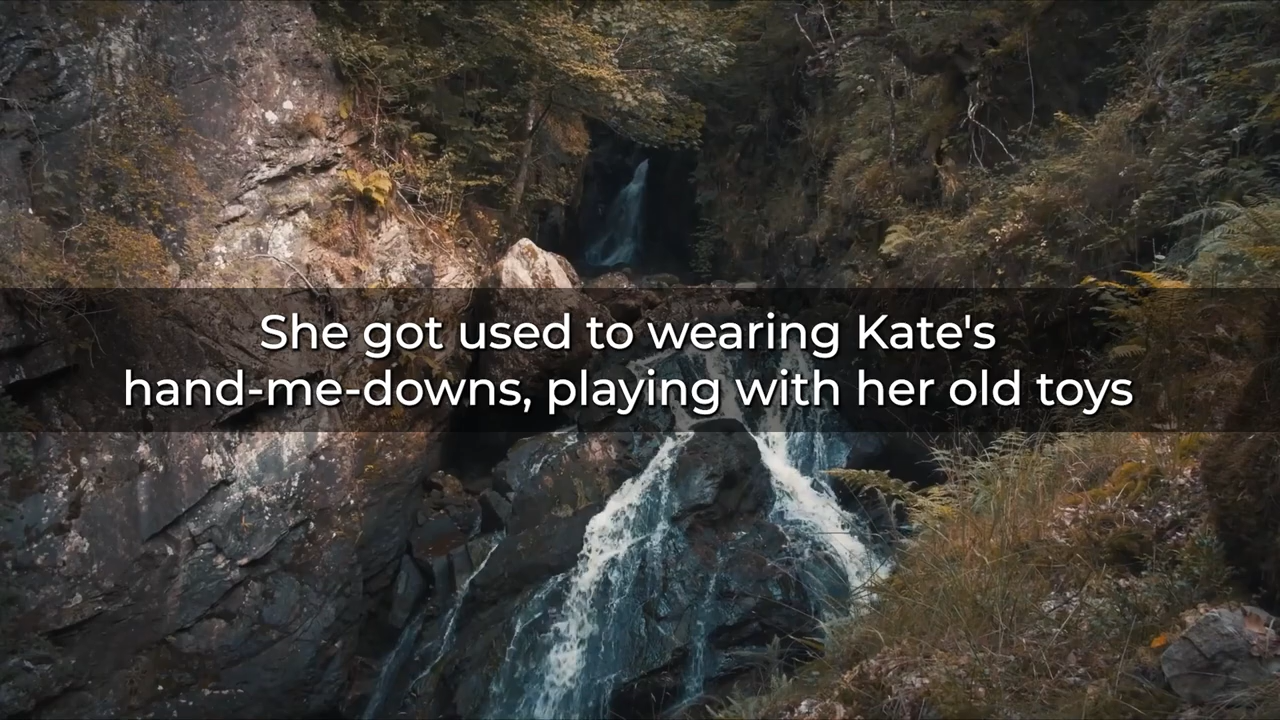 She got used to wearing Kate's
hand-me-downs, playing with her old toys